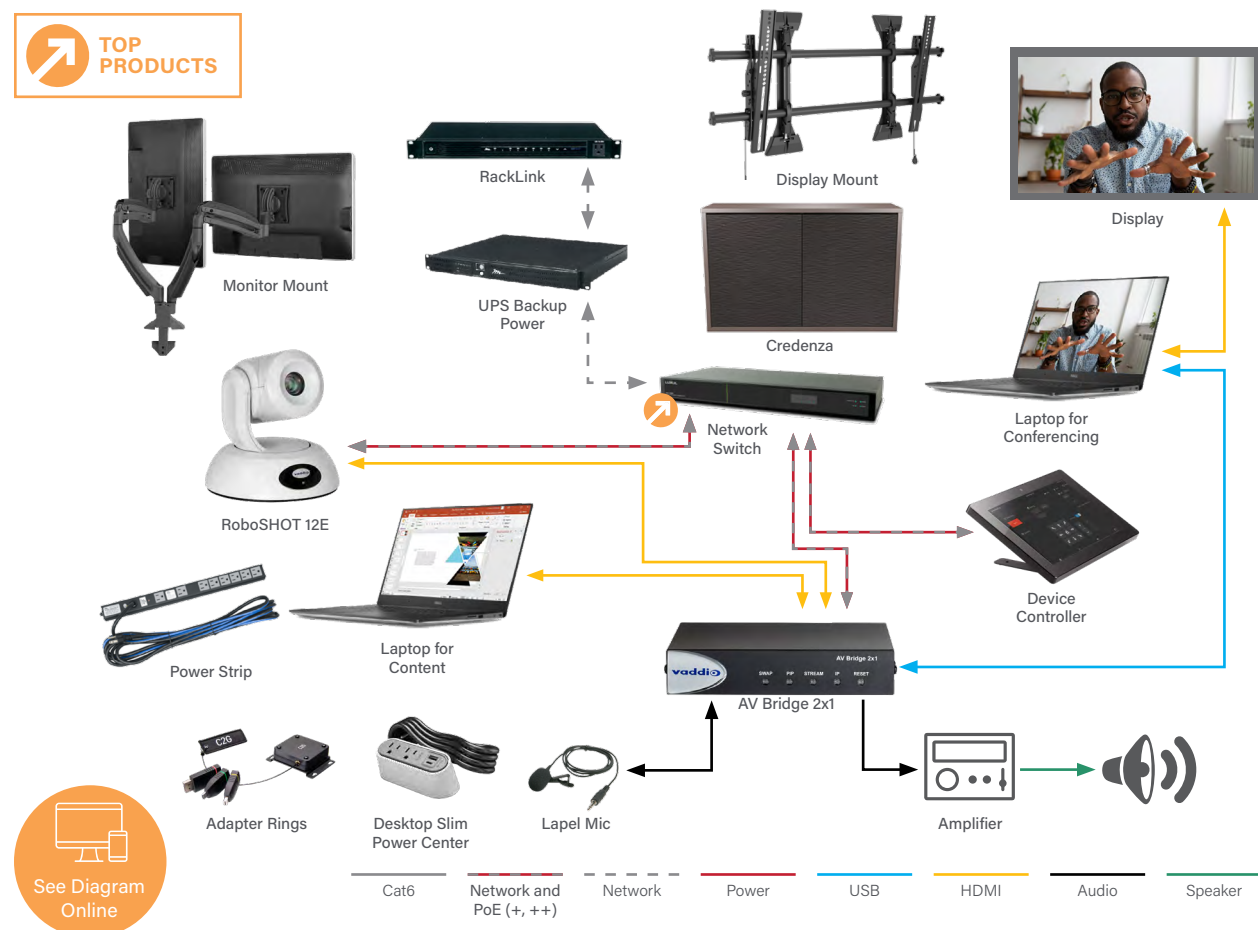 TOP
PRODUCTS
RackLink
Display Mount
Display
Monitor Mount
UPS Backup
Power
Credenza
Network
Switch
Laptop for
Conferencing
RoboSHOT 12E
vaddio
Device
Controller
Power Strip
Laptop for
Content
vaddio
AV Bridge 2x1
SWAP PIP STREAM IP RESET
AV Bridge 2x1
C2G
Adapter Rings
Desktop Slim
Power Center
Lapel Mic
Amplifier
See Diagram
Online
Cat6
Network and
PoE (+, ++)
Network
Power
USB
HDMI
Audio
Speaker